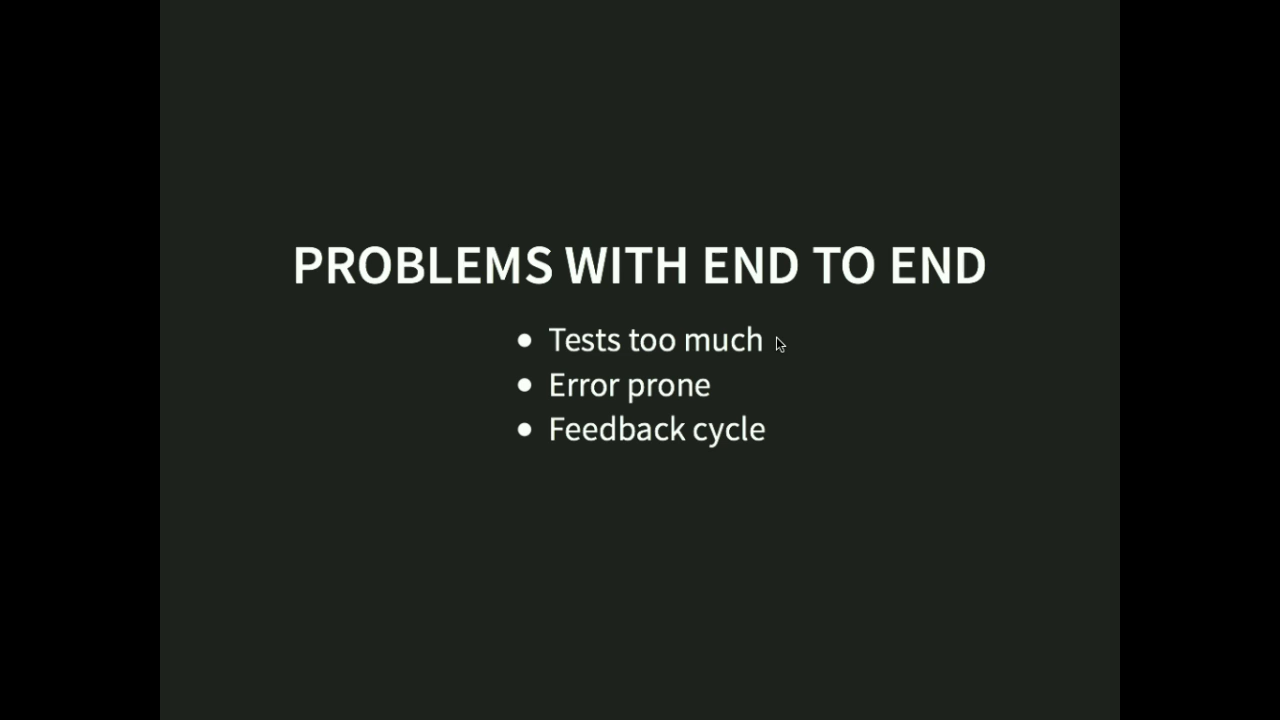 PROBLEMS WITH END TO END
Tests too much
Error prone
Feedback cycle